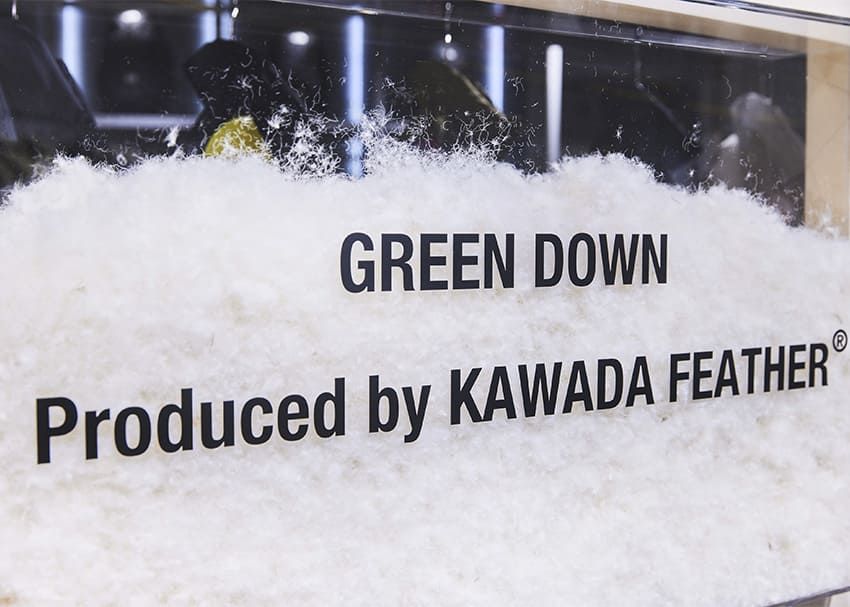 GREEN DOWN
Produced by KAWADA FEATHER®